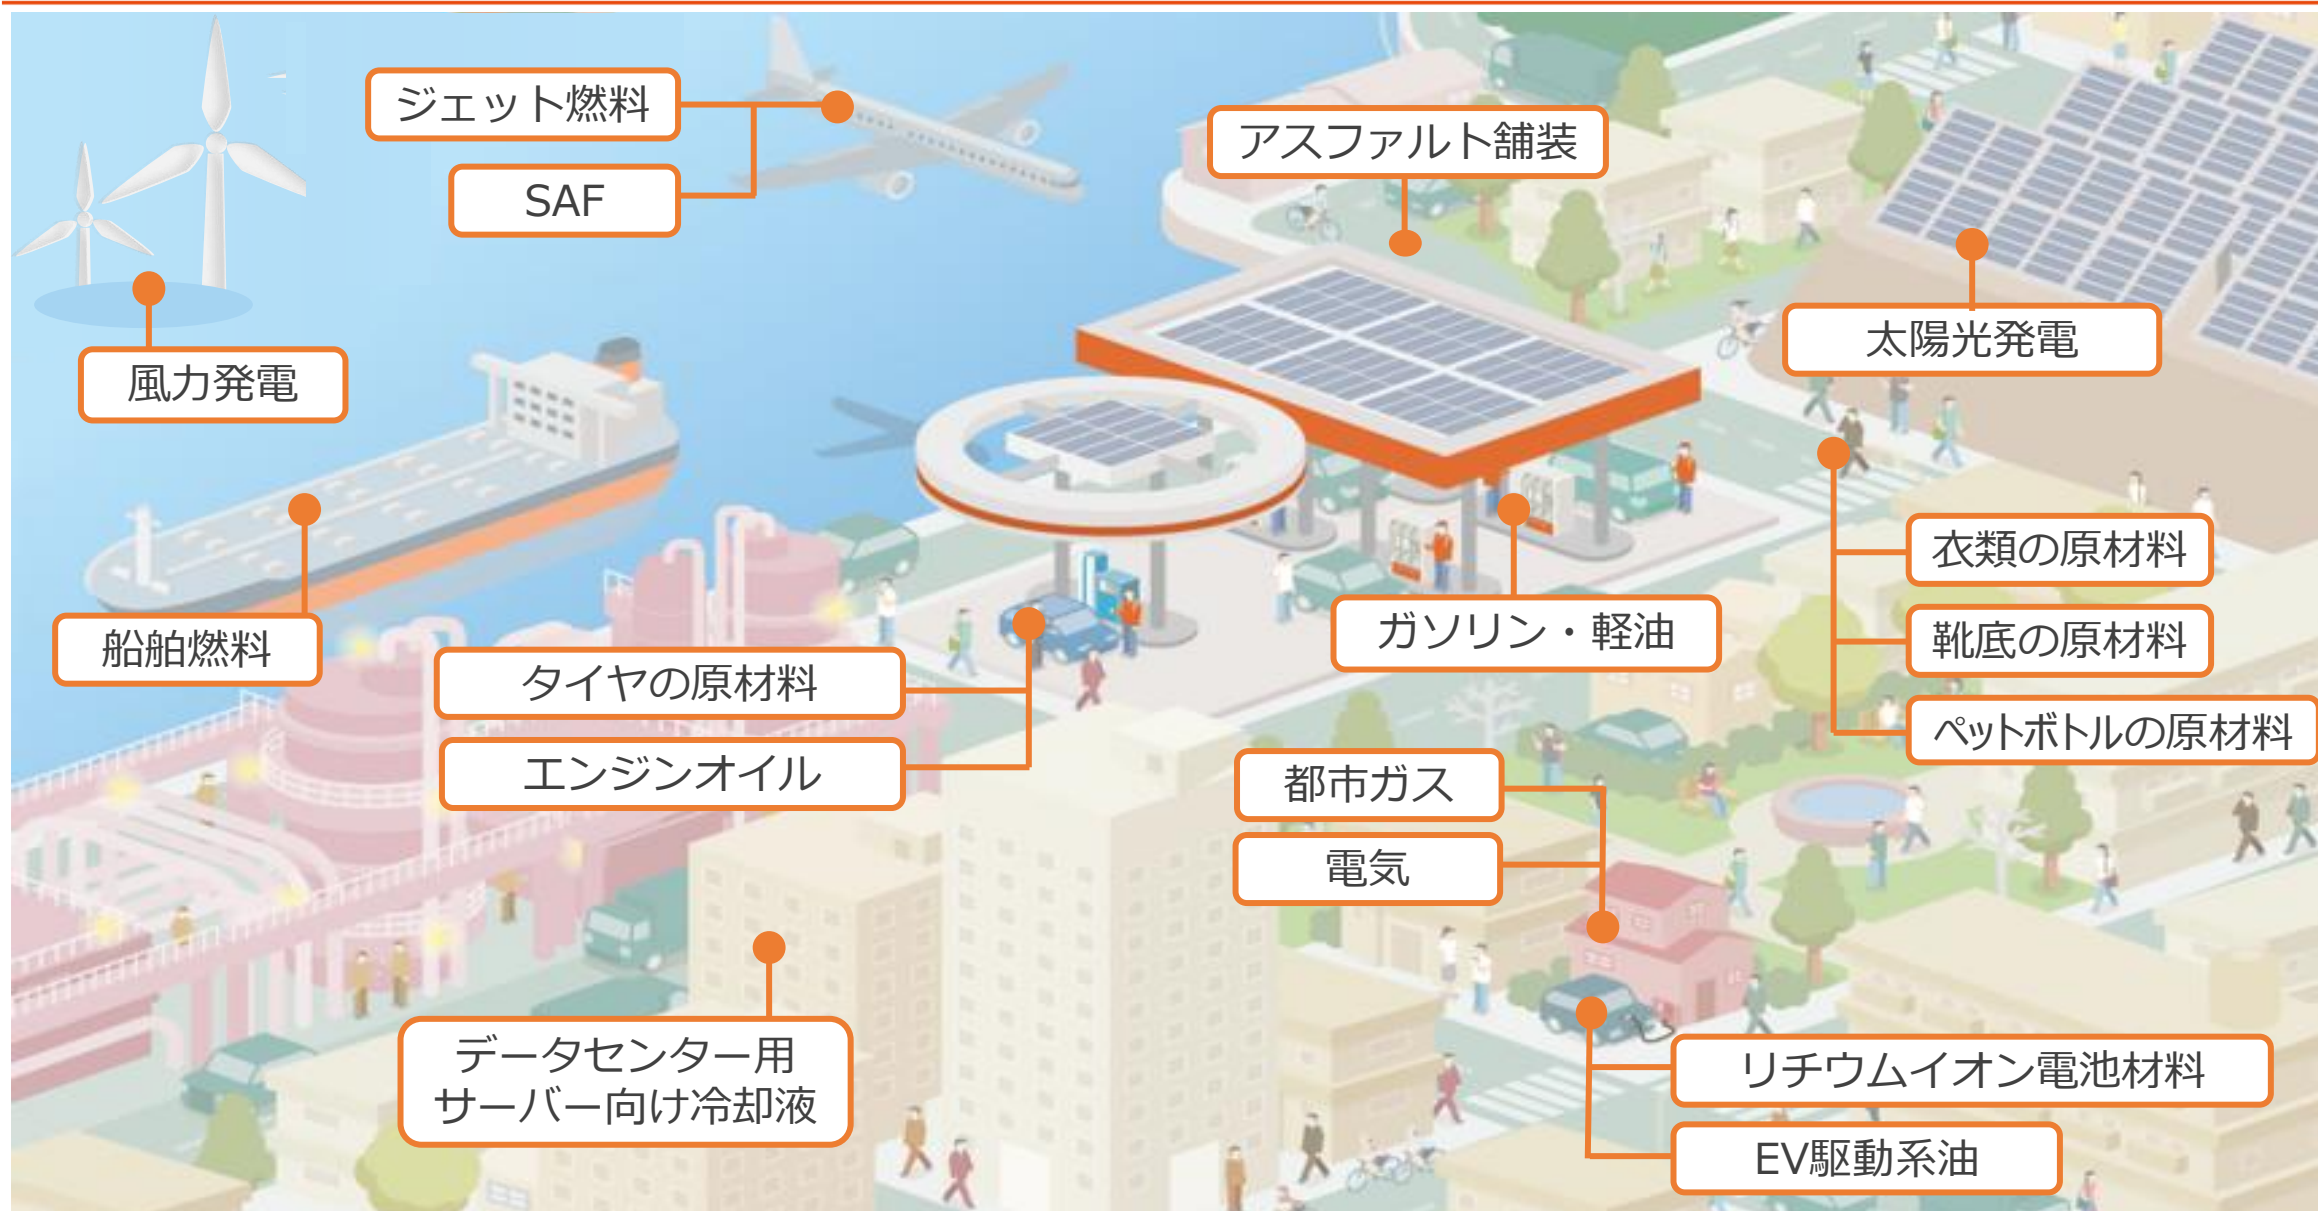 ジェット燃料
SAF
アスファルト舗装
風力発電
太陽光発電
船舶燃料
タイヤの原材料
エンジンオイル
ガソリン・軽油
衣類の原材料
靴底の原材料
ペットボトルの原材料
都市ガス
電気
データセンター用
サーバー向け冷却液
リチウムイオン電池材料
EV駆動系油